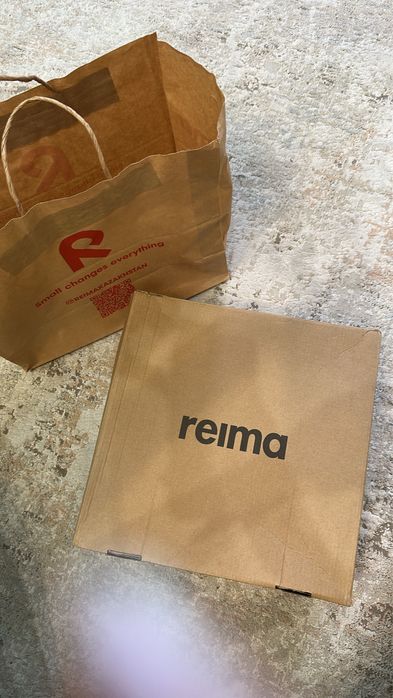 R
small changes everything
@REIMAKAZAKHSTAN
reima